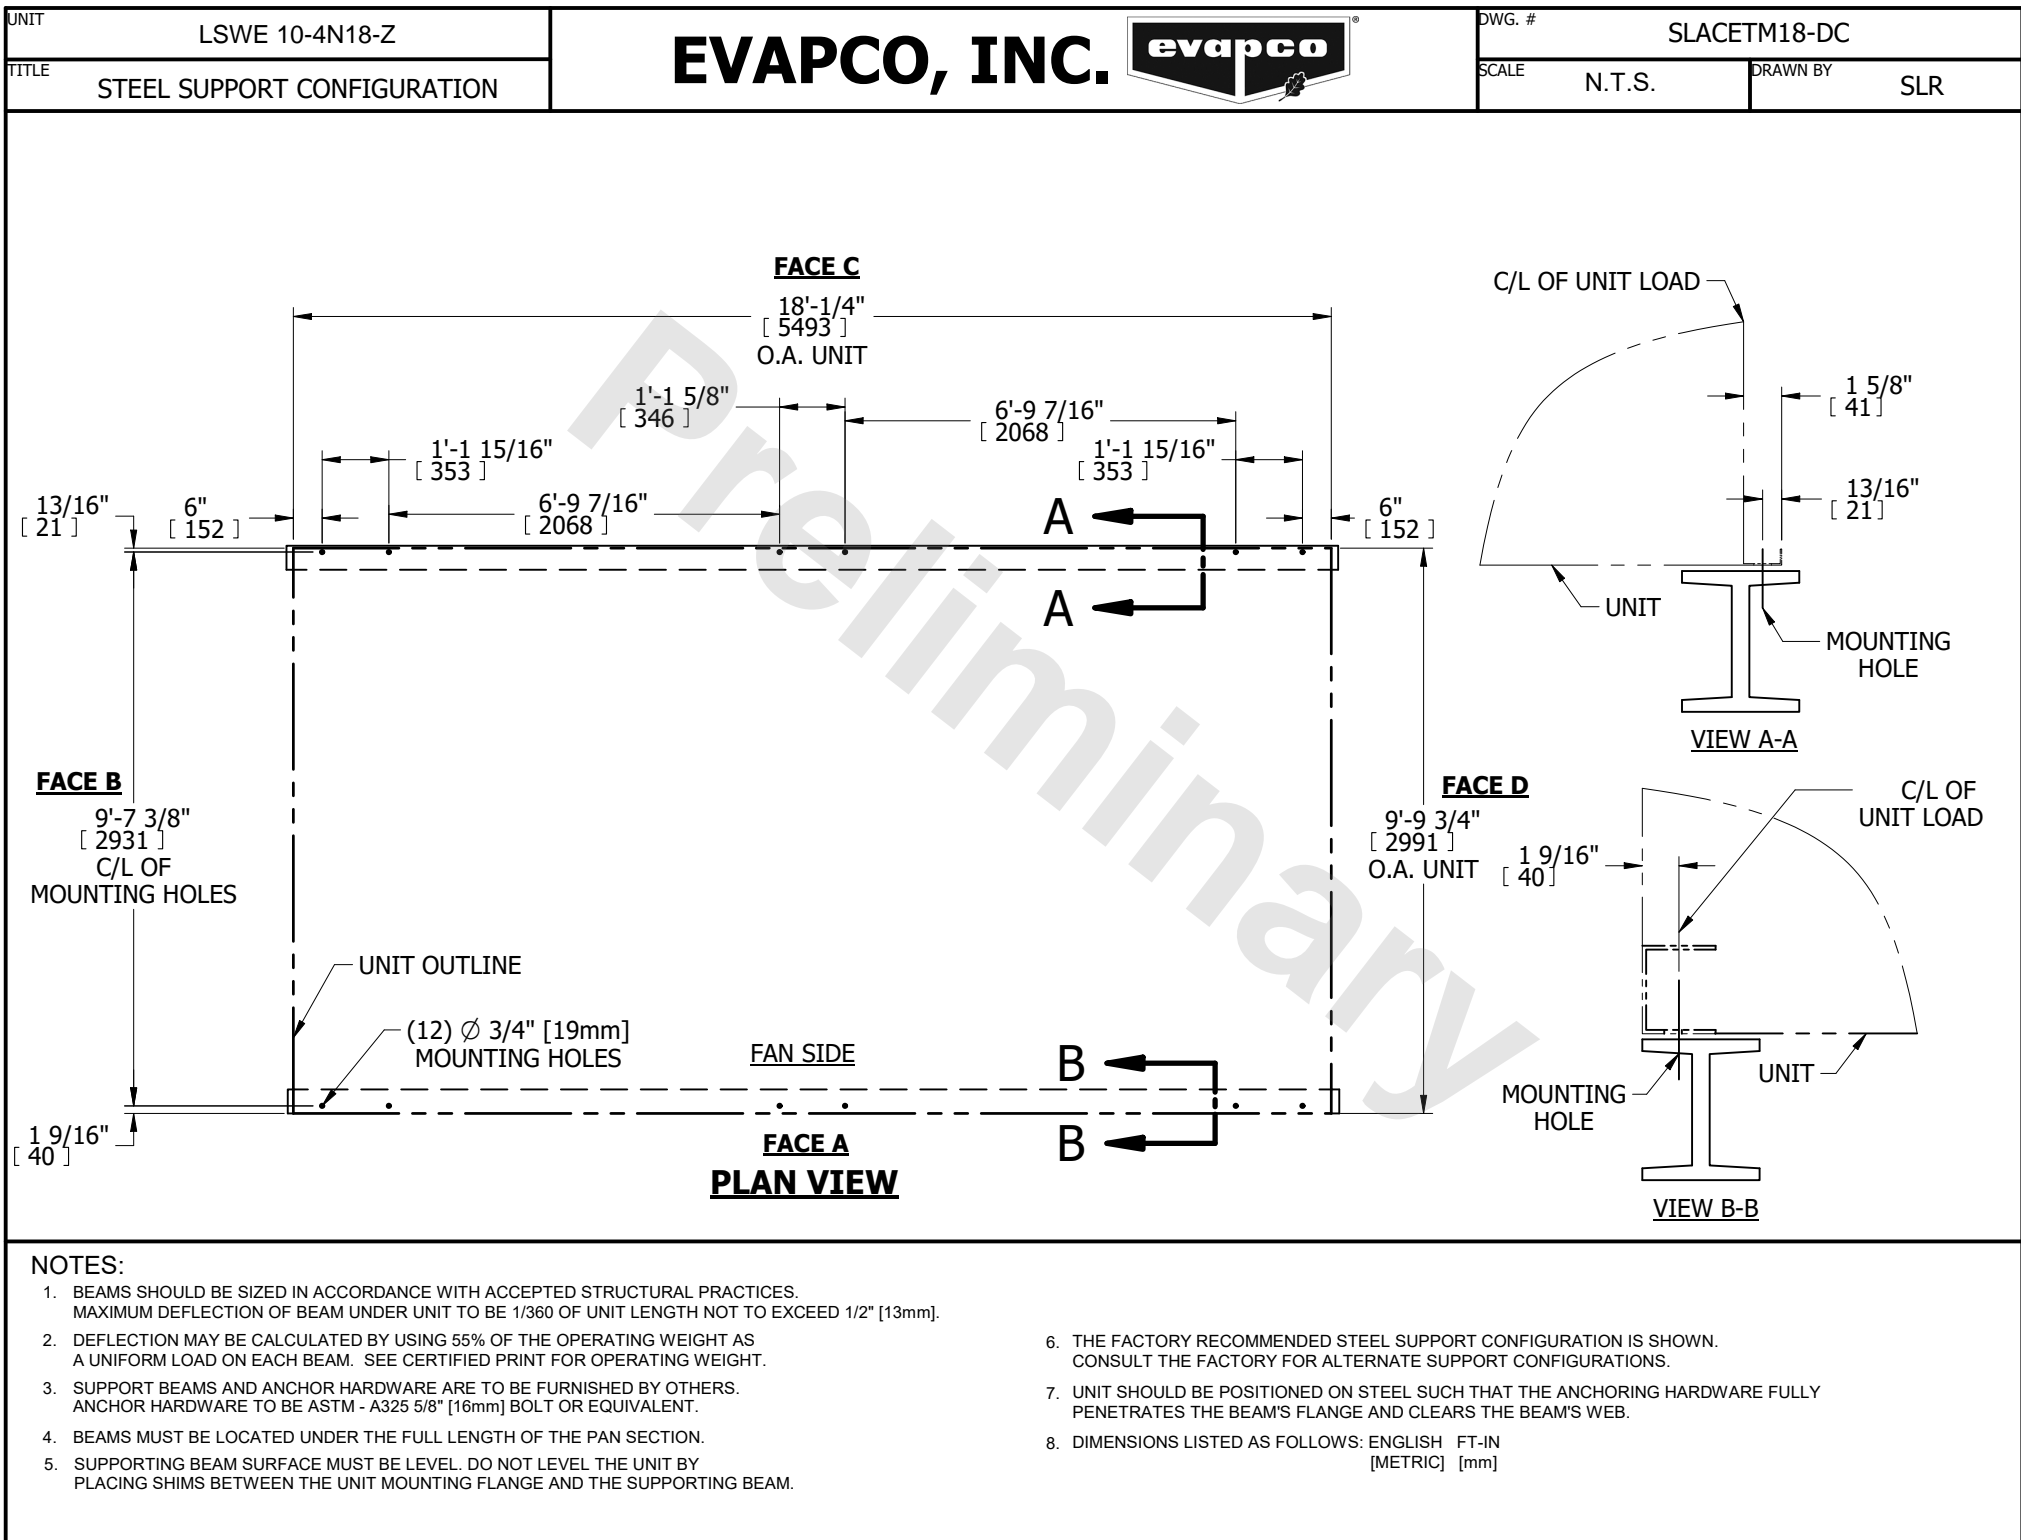 UNIT
LSWE 10-4N18-Z
TITLE
STEEL SUPPORT CONFIGURATION
EVAPCO, INC.
evapco
®
DWG. #
SLACETM18-DC
SCALE
N.T.S.
DRAWN BY
SLR
FACE C
18'-1/4"
[ 5493 ]
O.A. UNIT
1'-1 5/8"
[ 346 ]
6'-9 7/16"
[ 2068 ]
1'-1 15/16"
[ 353 ]
1'-1 15/16"
[ 353 ]
13/16"
[ 21 ]
6"
[ 152 ]
6'-9 7/16"
[ 2068 ]
6"
[ 152 ]
A
A
FACE B
9'-7 3/8"
[ 2931 ]
C/L OF
MOUNTING HOLES
FACE D
9'-9 3/4"
[ 2991 ]
O.A. UNIT
UNIT OUTLINE
(12) Ø 3/4" [19mm]
MOUNTING HOLES
FAN SIDE
B
B
1 9/16"
[ 40 ]
FACE A
PLAN VIEW
C/L OF UNIT LOAD
1 5/8"
[ 41]
13/16"
[ 21]
UNIT
MOUNTING
HOLE
VIEW A-A
C/L OF
UNIT LOAD
1 9/16"
[ 40]
UNIT
MOUNTING
HOLE
VIEW B-B
Preliminary
NOTES:
1. BEAMS SHOULD BE SIZED IN ACCORDANCE WITH ACCEPTED STRUCTURAL PRACTICES.
MAXIMUM DEFLECTION OF BEAM UNDER UNIT TO BE 1/360 OF UNIT LENGTH NOT TO EXCEED 1/2" [13mm].
2. DEFLECTION MAY BE CALCULATED BY USING 55% OF THE OPERATING WEIGHT AS
A UNIFORM LOAD ON EACH BEAM. SEE CERTIFIED PRINT FOR OPERATING WEIGHT.
3. SUPPORT BEAMS AND ANCHOR HARDWARE ARE TO BE FURNISHED BY OTHERS.
ANCHOR HARDWARE TO BE ASTM - A325 5/8" [16mm] BOLT OR EQUIVALENT.
4. BEAMS MUST BE LOCATED UNDER THE FULL LENGTH OF THE PAN SECTION.
5. SUPPORTING BEAM SURFACE MUST BE LEVEL. DO NOT LEVEL THE UNIT BY
PLACING SHIMS BETWEEN THE UNIT MOUNTING FLANGE AND THE SUPPORTING BEAM.
6. THE FACTORY RECOMMENDED STEEL SUPPORT CONFIGURATION IS SHOWN.
CONSULT THE FACTORY FOR ALTERNATE SUPPORT CONFIGURATIONS.
7. UNIT SHOULD BE POSITIONED ON STEEL SUCH THAT THE ANCHORING HARDWARE FULLY
PENETRATES THE BEAM'S FLANGE AND CLEARS THE BEAM'S WEB.
8. DIMENSIONS LISTED AS FOLLOWS: ENGLISH FT-IN
[METRIC] [mm]